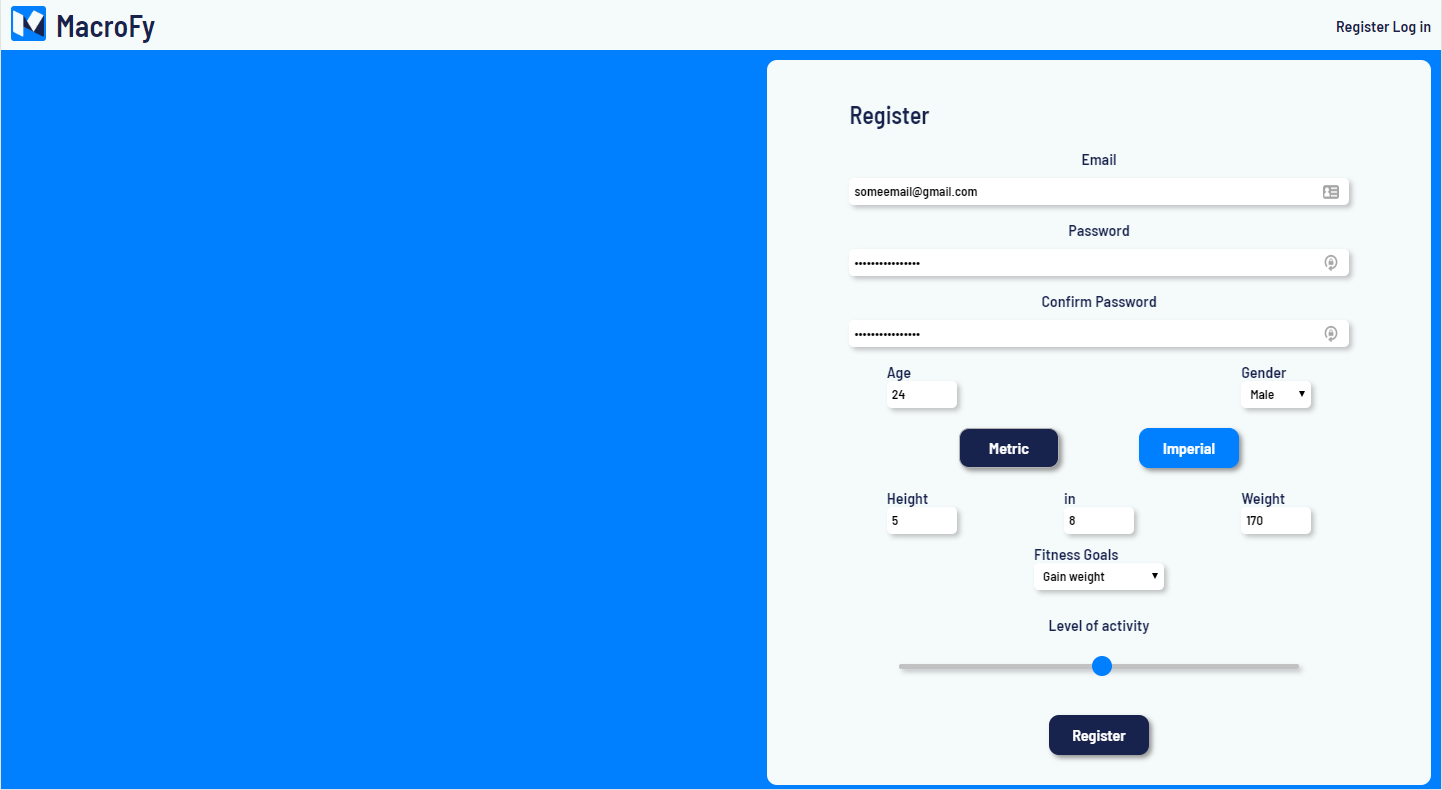 MacroFy
Register Log in
Register
Email
someemail@gmail.com
Password
••••••••••••••••
Confirm Password
••••••••••••••••
Age Gender
24 Male
Metric Imperial
Height in Weight
5 8 170
Fitness Goals
Gain weight
Level of activity
Register